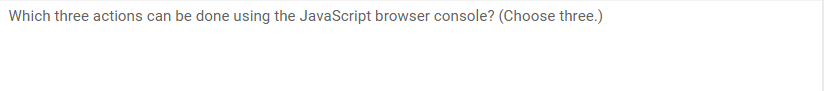 Which three actions can be done using the JavaScript browser console? (Choose three.)